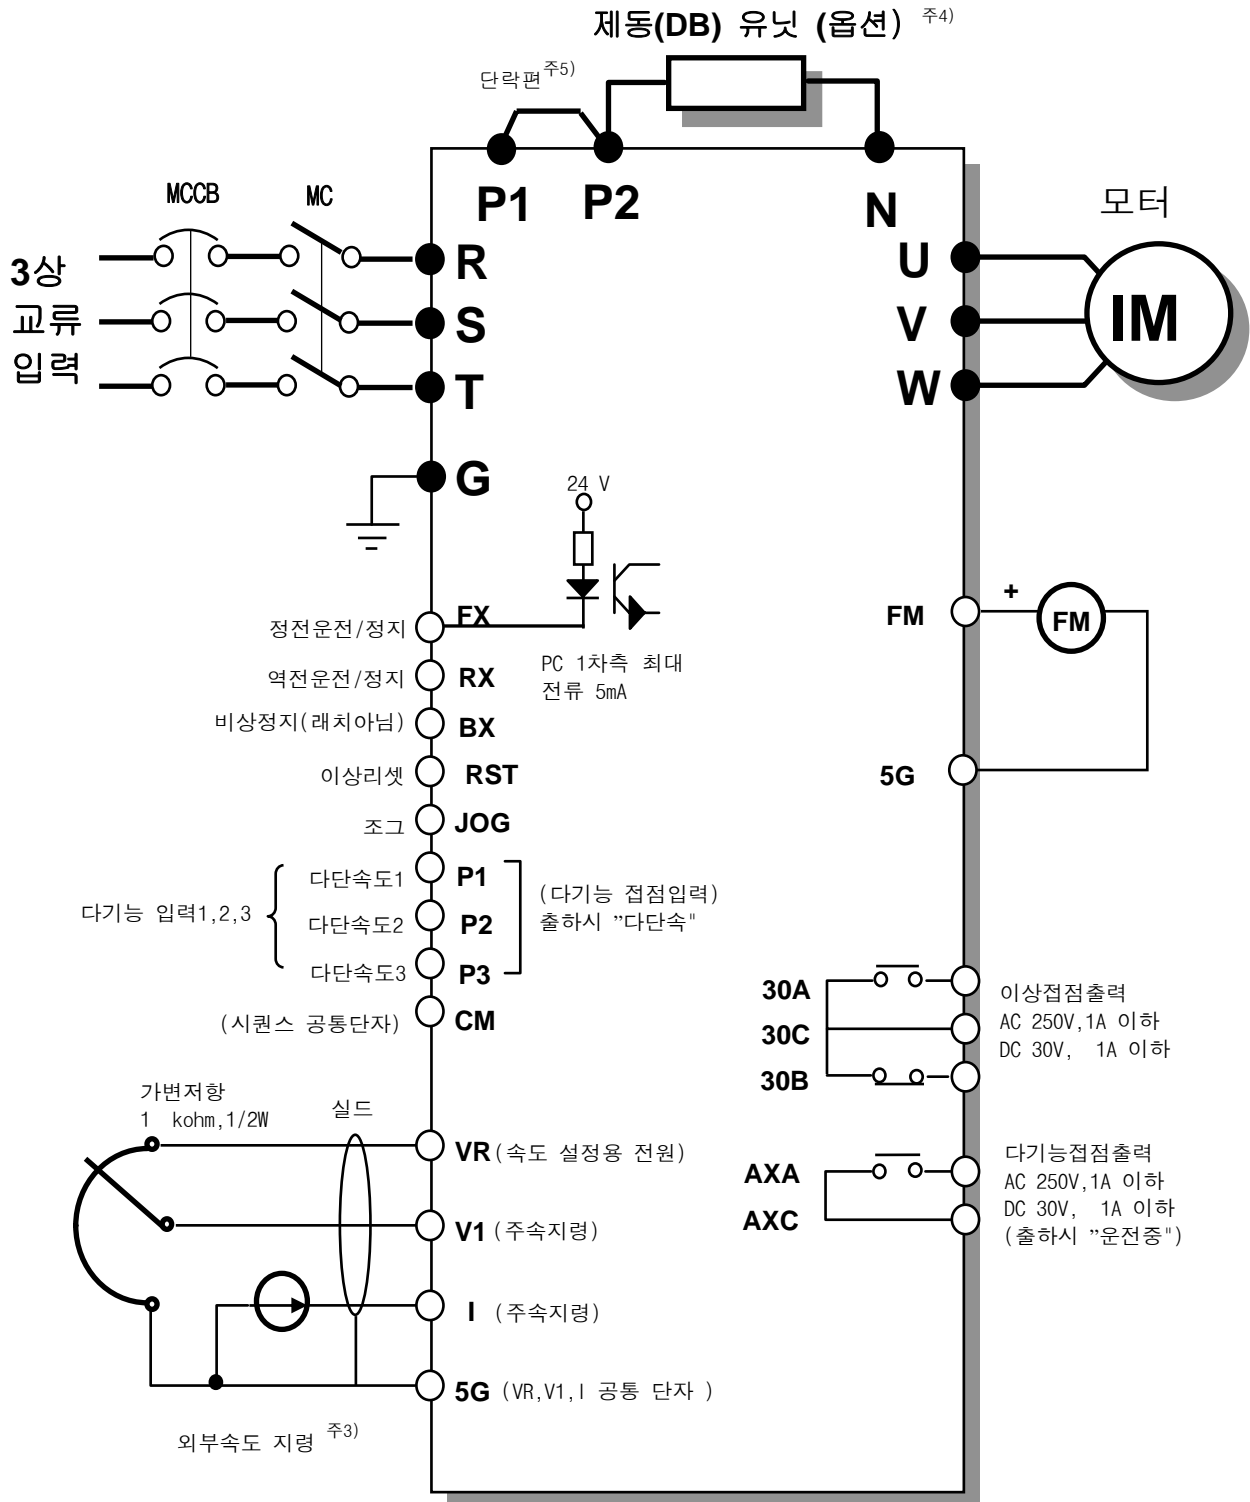 제동(DB) 유닛 (옵션) 주4)
단락편주5)
P1 P2 N
MCCB MC
모터
3상
교류
입력
R
S
T
G
U
V
W
IM
24 V
정전운전/정지 FX
PC 1차측 최대
전류 5mA
역전운전/정지 RX
비상정지(래치아님) BX
이상리셋 RST
조그 JOG
다기능 입력1,2,3
다단속도1 P1
다단속도2 P2
다단속도3 P3
(다기능 접점입력)
출하시 ”다단속"
(시퀀스 공통단자) CM
FM + FM
5G
30A
30C
30B
이상접점출력
AC 250V,1A 이하
DC 30V, 1A 이하
AXA
AXC
다기능접점출력
AC 250V,1A 이하
DC 30V, 1A 이하
(출하시 ”운전중")
가변저항
1 kohm,1/2W
실드
VR (속도 설정용 전원)
V1 (주속지령)
I (주속지령)
5G (VR,V1,I 공통 단자 )
외부속도 지령 주3)